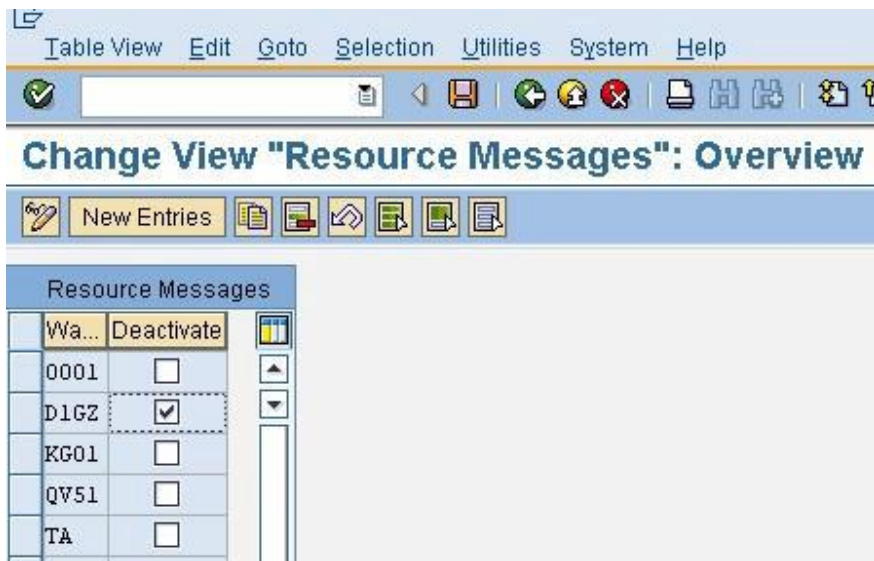 Table View Edit Goto Selection Utilities System Help
Change View "Resource Messages": Overview
New Entries
Resource Messages
Wa... Deactivate
0001
D1GZ
KG01
QV51
TA